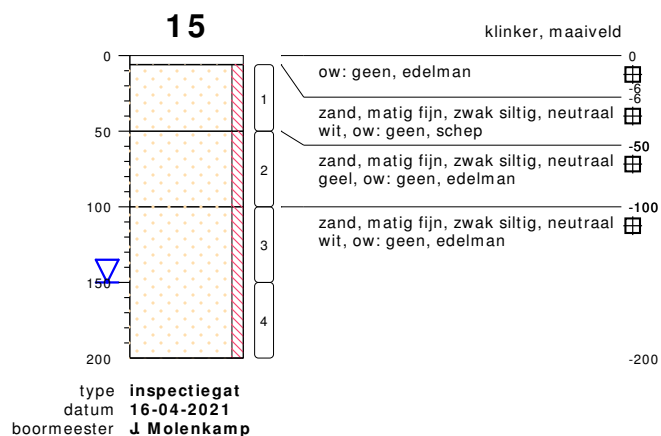 15
klinker, maaiveld
0
0
ow: geen, edelman
-6
-6
1
zand, matig fijn, zwak siltig, neutraal
wit, ow: geen, schep
50
-50
2
zand, matig fijn, zwak siltig, neutraal
geel, ow: geen, edelman
100
-100
3
zand, matig fijn, zwak siltig, neutraal
wit, ow: geen, edelman
150
4
200
-200
type inspectiegat
datum 16-04-2021
boormeester J. Molenkamp